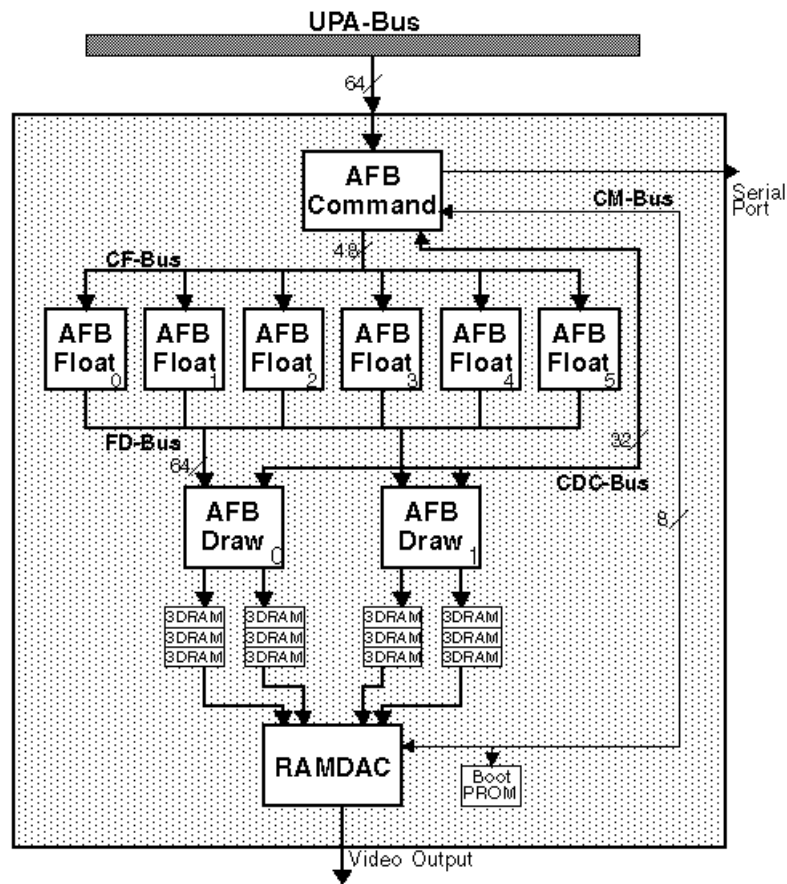 UPA-Bus
64
AFB
Command
Serial
Port
CM-Bus
48
CF-Bus
AFB
Float
0
AFB
Float
1
AFB
Float
2
AFB
Float
3
AFB
Float
4
AFB
Float
5
FD-Bus
64
32
CDC-Bus
8
AFB
Draw
0
AFB
Draw
1
3DRAM
3DRAM
3DRAM
3DRAM
3DRAM
3DRAM
3DRAM
3DRAM
3DRAM
3DRAM
3DRAM
3DRAM
RAMDAC
Boot
PROM
Video Output